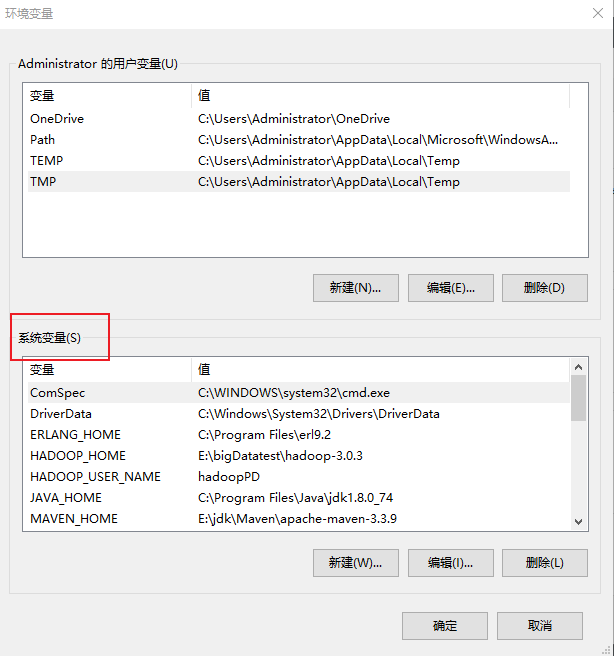 环境变量
Administrator 的用户变量(U)
变量 值
OneDrive C:\Users\Administrator\OneDrive
Path C:\Users\Administrator\AppData\Local\Microsoft\WindowsA...
TEMP C:\Users\Administrator\AppData\Local\Temp
TMP C:\Users\Administrator\AppData\Local\Temp
新建(N)... 编辑(E)... 删除(D)
系统变量(S)
变量 值
ComSpec C:\WINDOWS\system32\cmd.exe
DriverData C:\Windows\System32\Drivers\DriverData
ERLANG_HOME C:\Program Files\erl9.2
HADOOP_HOME E:\bigDatatest\hadoop-3.0.3
HADOOP_USER_NAME hadoopPD
JAVA_HOME C:\Program Files\Java\jdk1.8.0_74
MAVEN_HOME E:\jdk\Maven\apache-maven-3.3.9
新建(W)... 编辑(I)... 删除(L)
确定 取消